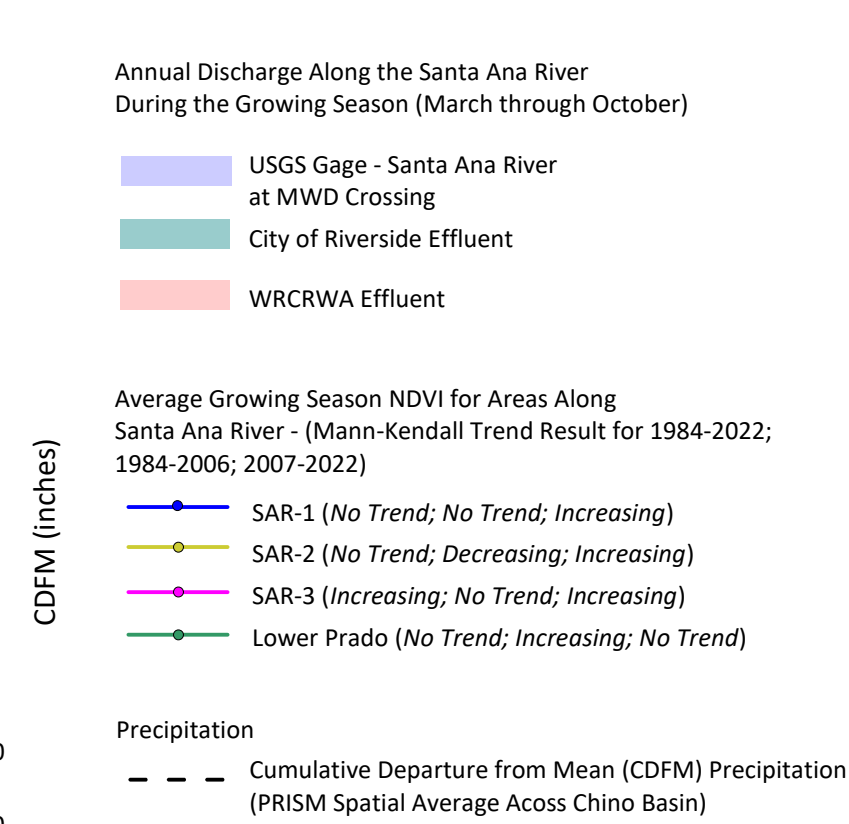 Annual Discharge Along the Santa Ana River
During the Growing Season (March through October)
USGS Gage - Santa Ana River
at MWD Crossing
City of Riverside Effluent
WRCRWA Effluent
Average Growing Season NDVI for Areas Along
Santa Ana River - (Mann-Kendall Trend Result for 1984-2022;
1984-2006; 2007-2022)
CDFM (inches)
SAR-1 (No Trend; No Trend; Increasing)
SAR-2 (No Trend; Decreasing; Increasing)
SAR-3 (Increasing; No Trend; Increasing)
Lower Prado (No Trend; Increasing; No Trend)
Precipitation
Cumulative Departure from Mean (CDFM) Precipitation
(PRISM Spatial Average Acoss Chino Basin)